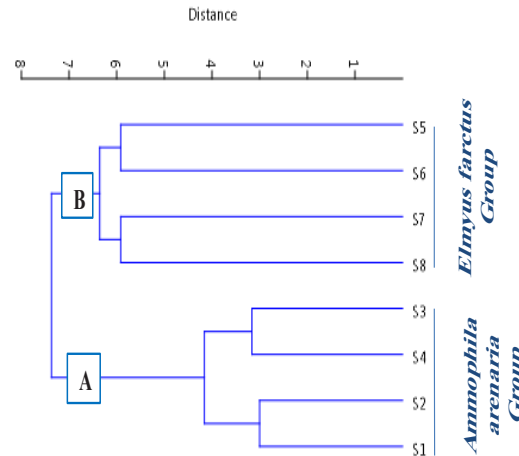 Distance
8 7 6 5 4 3 2 1
S5
S6
S7
S8
S3
S4
S2
S1
B
A
Elmyus farctus
Group
Ammophila
arenaria
Group